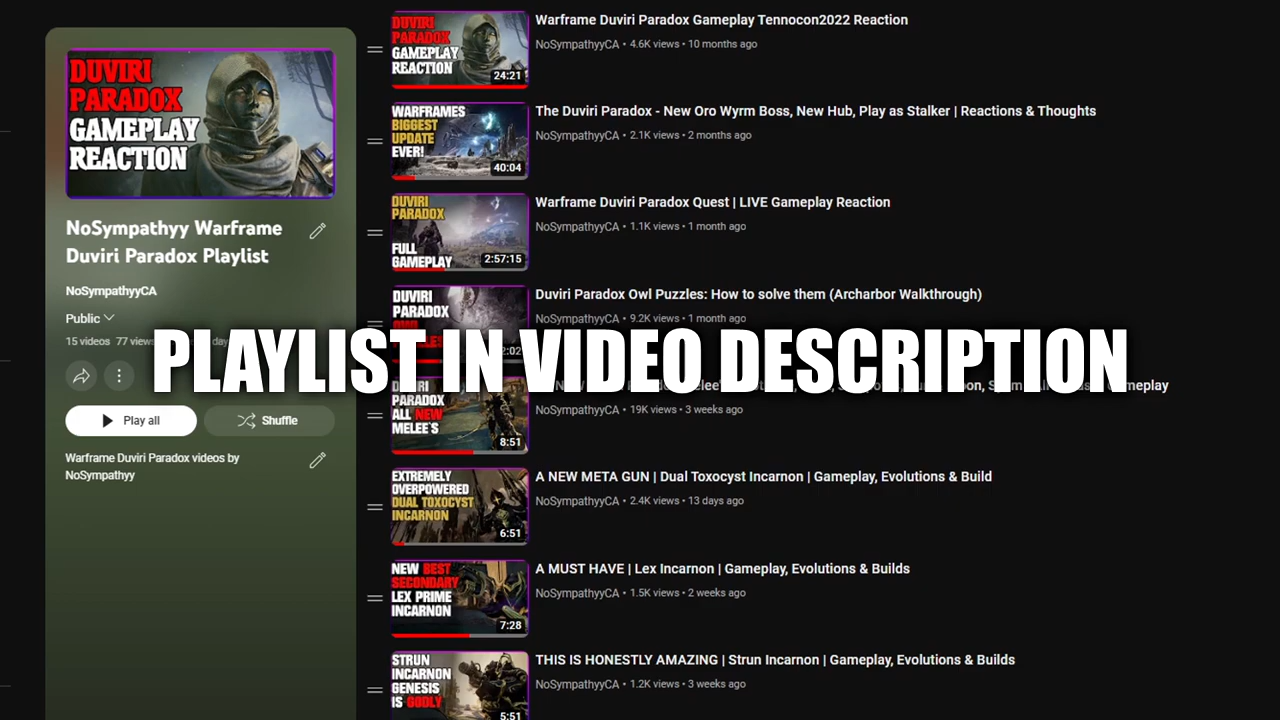 DUVIRI
PARADOX
GAMEPLAY
REACTION
NoSympathyy Warframe
Duviri Paradox Playlist
NoSympathyyCA
Public
15 videos 77 views
Play all
Shuffle
Warframe Duviri Paradox videos by
NoSympathyy
PLAYLIST IN VIDEO DESCRIPTION
DUVIRI
PARADOX
GAMEPLAY
REACTION
24:21
Warframe Duviri Paradox Gameplay Tennocon2022 Reaction
NoSympathyyCA • 4.6K views • 10 months ago
WARFRAMES
BIGGEST
UPDATE
EVER!
40:04
The Duviri Paradox - New Oro Wyrm Boss, New Hub, Play as Stalker | Reactions & Thoughts
NoSympathyyCA • 2.1K views • 2 months ago
DUVIRI
PARADOX
FULL
GAMEPLAY
2:57:15
Warframe Duviri Paradox Quest | LIVE Gameplay Reaction
NoSympathyyCA • 1.1K views • 1 month ago
DUVIRI
PARADOX
Duviri Paradox Owl Puzzles: How to solve them (Archarbor Walkthrough)
NoSympathyyCA • 9.2K views • 1 month ago
DUVIRI
PARADOX
ALL NEW
MELEE'S
8:51
Gameplay
NoSympathyyCA • 19K views • 3 weeks ago
EXTREMELY
OVERPOWERED
DUAL TOXOCYST
INCARNON
6:51
A NEW META GUN | Dual Toxocyst Incarnon | Gameplay, Evolutions & Build
NoSympathyyCA • 2.4K views • 13 days ago
NEW BEST
SECONDARY
LEX PRIME
INCARNON
7:28
A MUST HAVE | Lex Incarnon | Gameplay, Evolutions & Builds
NoSympathyyCA • 1.5K views • 2 weeks ago
STRUN
INCARNON
GENESIS
IS GODLY
5:51
THIS IS HONESTLY AMAZING | Strun Incarnon | Gameplay, Evolutions & Builds
NoSympathyyCA • 1.2K views • 3 weeks ago